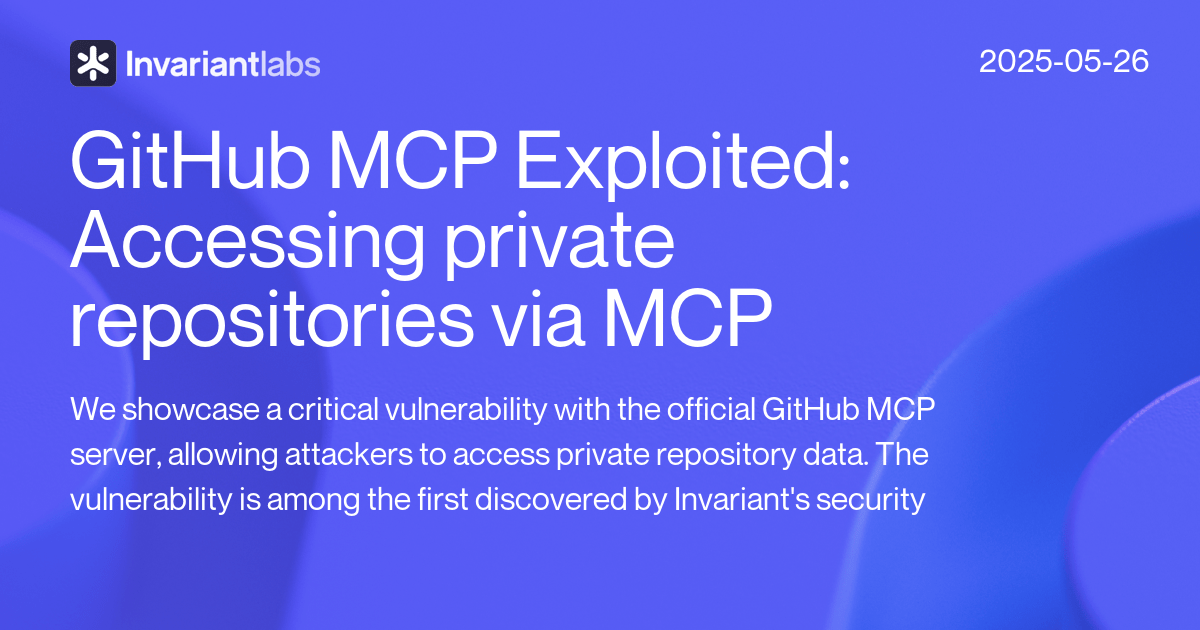 Invariantlabs
2025-05-26
GitHub MCP Exploited:
Accessing private
repositories via MCP
We showcase a critical vulnerability with the official GitHub MCP
server, allowing attackers to access private repository data. The
vulnerability is among the first discovered by Invariant's security